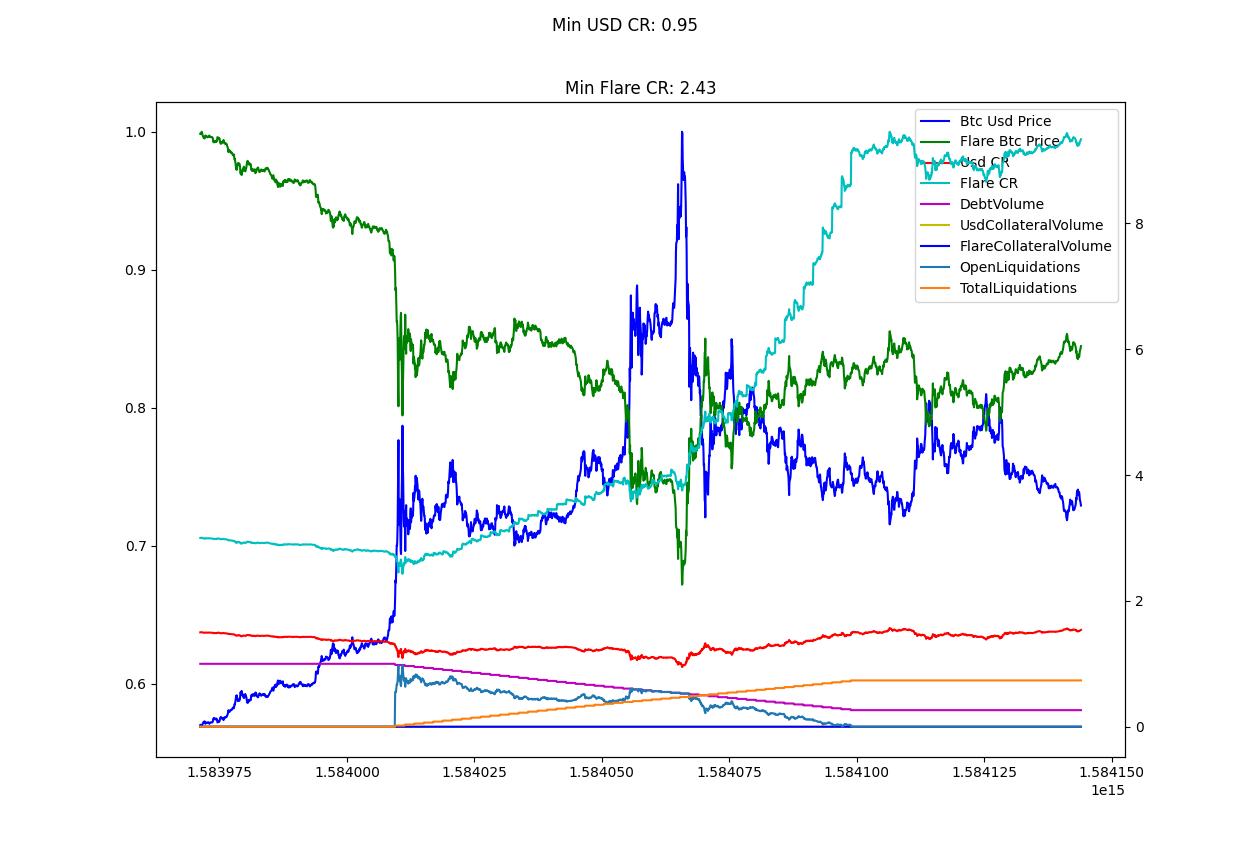 Min USD CR: 0.95
Min Flare CR: 2.43
1.0
0.9
0.8
0.7
0.6
8
6
4
2
0
Btc Usd Price
Flare Btc Price
Usd CR
Flare CR
DebtVolume
UsdCollateralVolume
FlareCollateralVolume
OpenLiquidations
TotalLiquidations
1.583975 1.584000 1.584025 1.584050 1.584075 1.584100 1.584125 1.584150
1e15